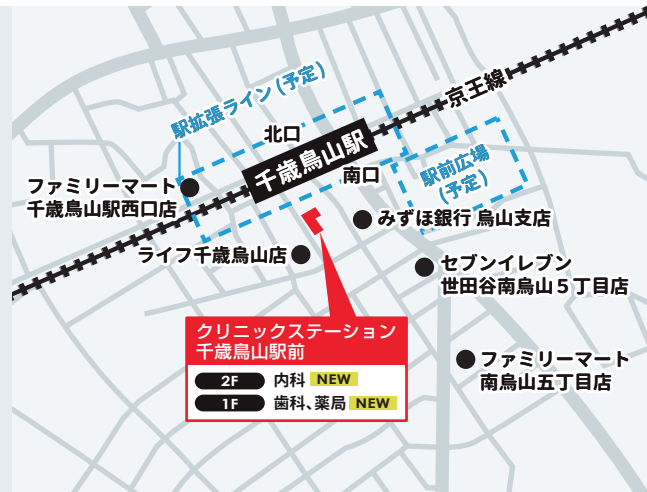 駅拡張ライン(予定)
京王線
北口
千歳烏山駅
南口
駅前広場
(予定)
ファミリーマート
千歳烏山駅西口店
みずほ銀行 烏山支店
ライフ千歳烏山店
セブンイレブン
世田谷南烏山5丁目店
クリニックステーション
千歳烏山駅前
2F 内科 NEW
1F 歯科、薬局 NEW
ファミリーマート
南烏山五丁目店